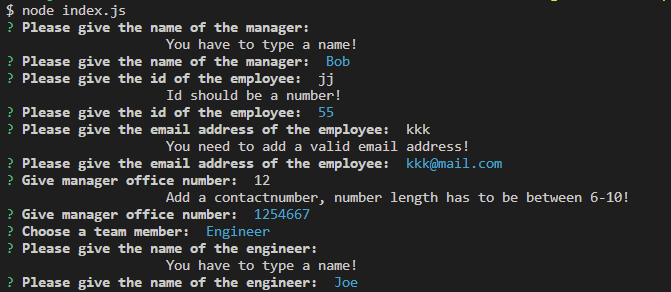 $ node index.js
? Please give the name of the manager:
You have to type a name!
? Please give the name of the manager: Bob
? Please give the id of the employee: jj
Id should be a number!
? Please give the id of the employee: 55
? Please give the email address of the employee: kkk
You need to add a valid email address!
? Please give the email address of the employee: kkk@mail.com
? Give manager office number: 12
Add a contactnumber, number length has to be between 6-10!
? Give manager office number: 1254667
? Choose a team member: Engineer
? Please give the name of the engineer:
You have to type a name!
? Please give the name of the engineer: Joe